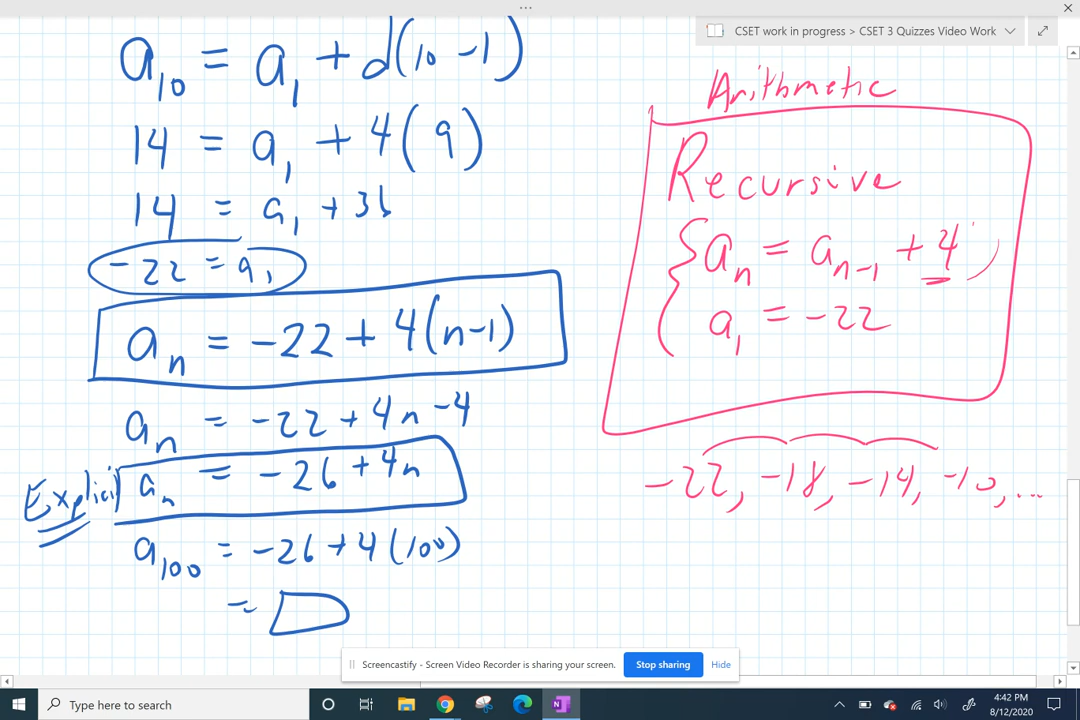 CSET work in progress > CSET 3 Quizzes Video Work
a₁₀ = a₁ + d(10 - 1)
14 = a₁ + 4(9)
14 = a₁ + 36
-22 = a₁
aₙ = -22 + 4(n-1)
aₙ = -22 + 4n - 4
Explicit aₙ = -26 + 4n
a₁₀₀ = -26 + 4(100)
=
Arithmetic
Recursive
{ aₙ = aₙ₋₁ + 4
a₁ = -22
-22, -18, -14, -10, ...
Screencastify - Screen Video Recorder is sharing your screen. Stop sharing Hide
Type here to search
4:42 PM
8/12/2020